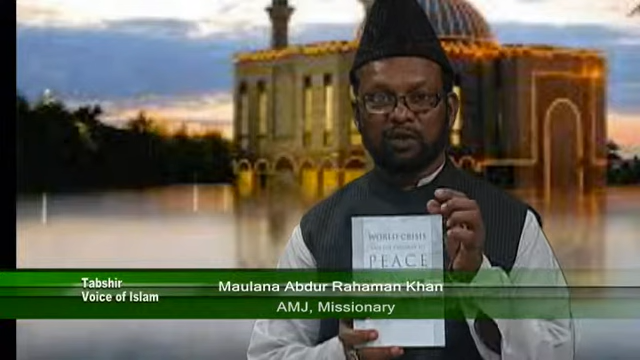 WORLD CRISIS
PEACE
Tabshir
Voice of Islam
Maulana Abdur Rahaman Khan
AMJ, Missionary